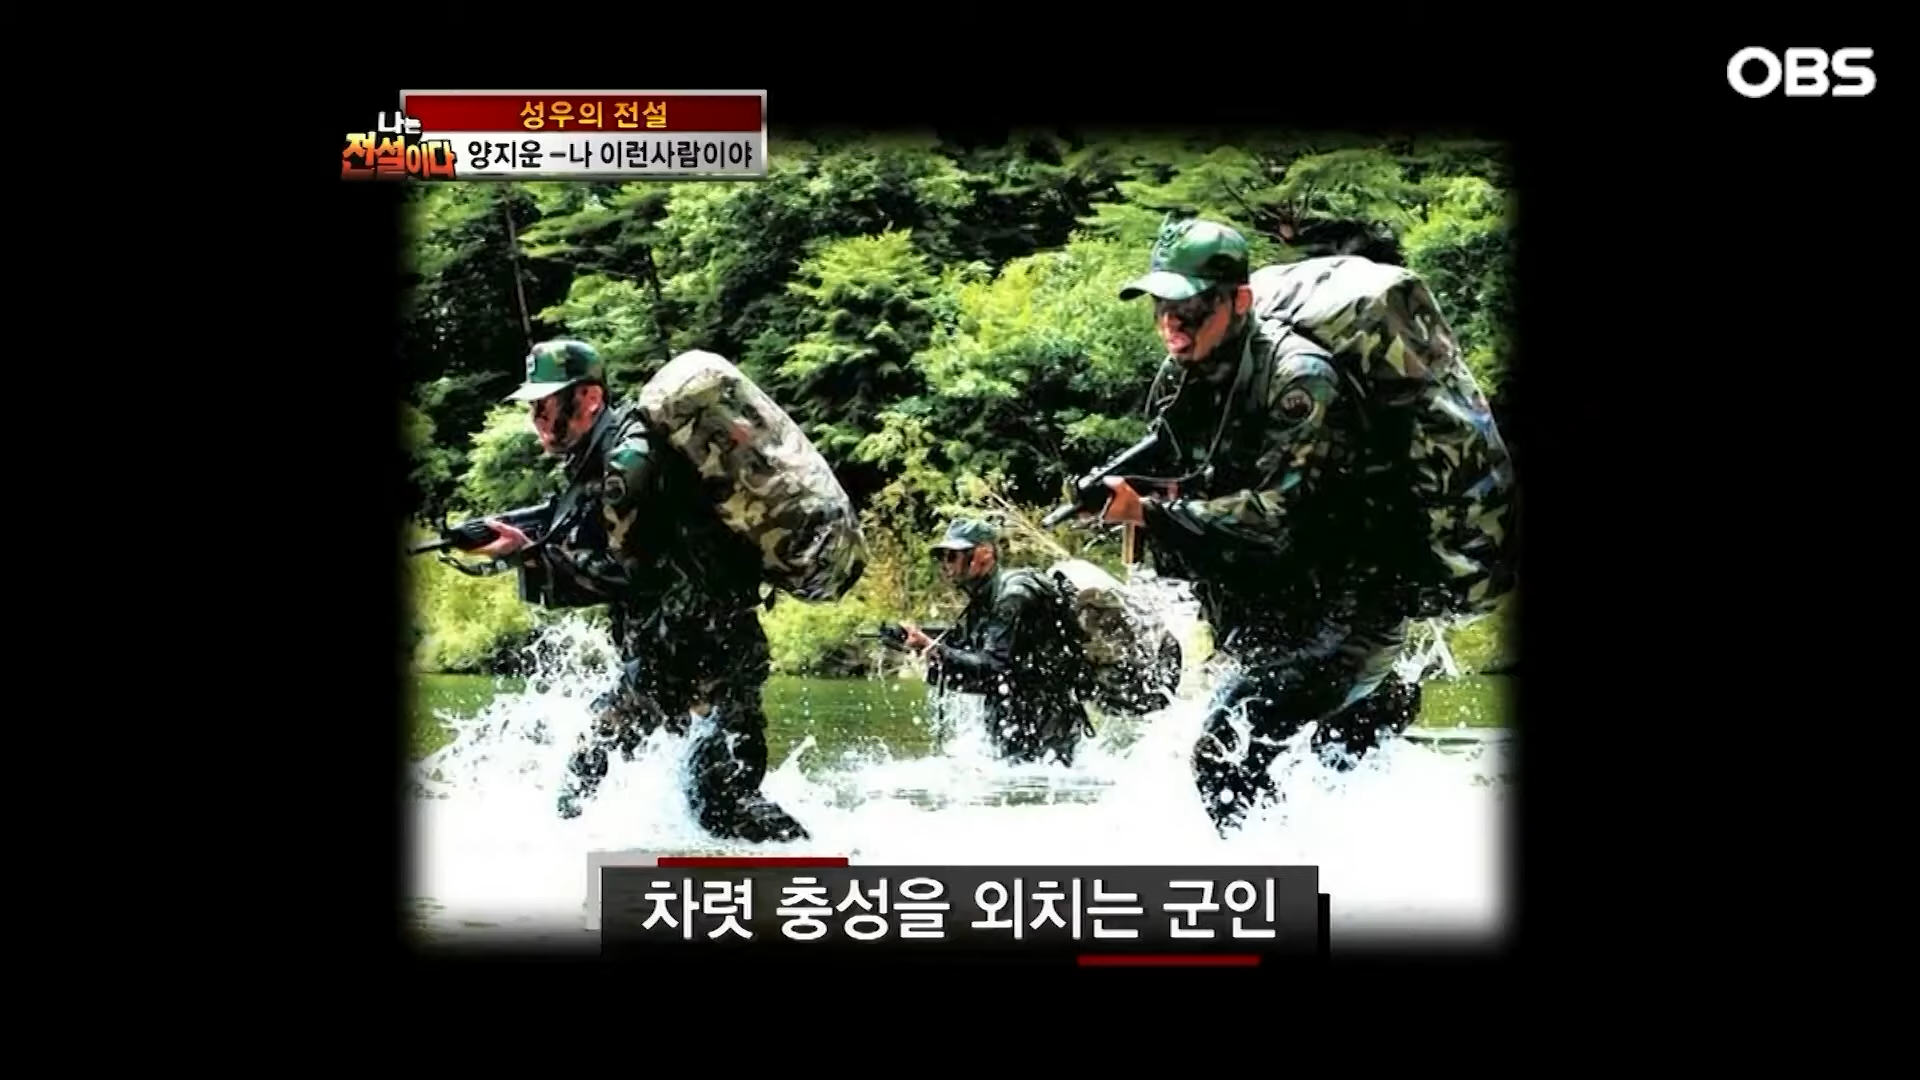 OBS
성우의 전설
나는
전설이다
양지운-나 이런사람이야
차렷 충성을 외치는 군인